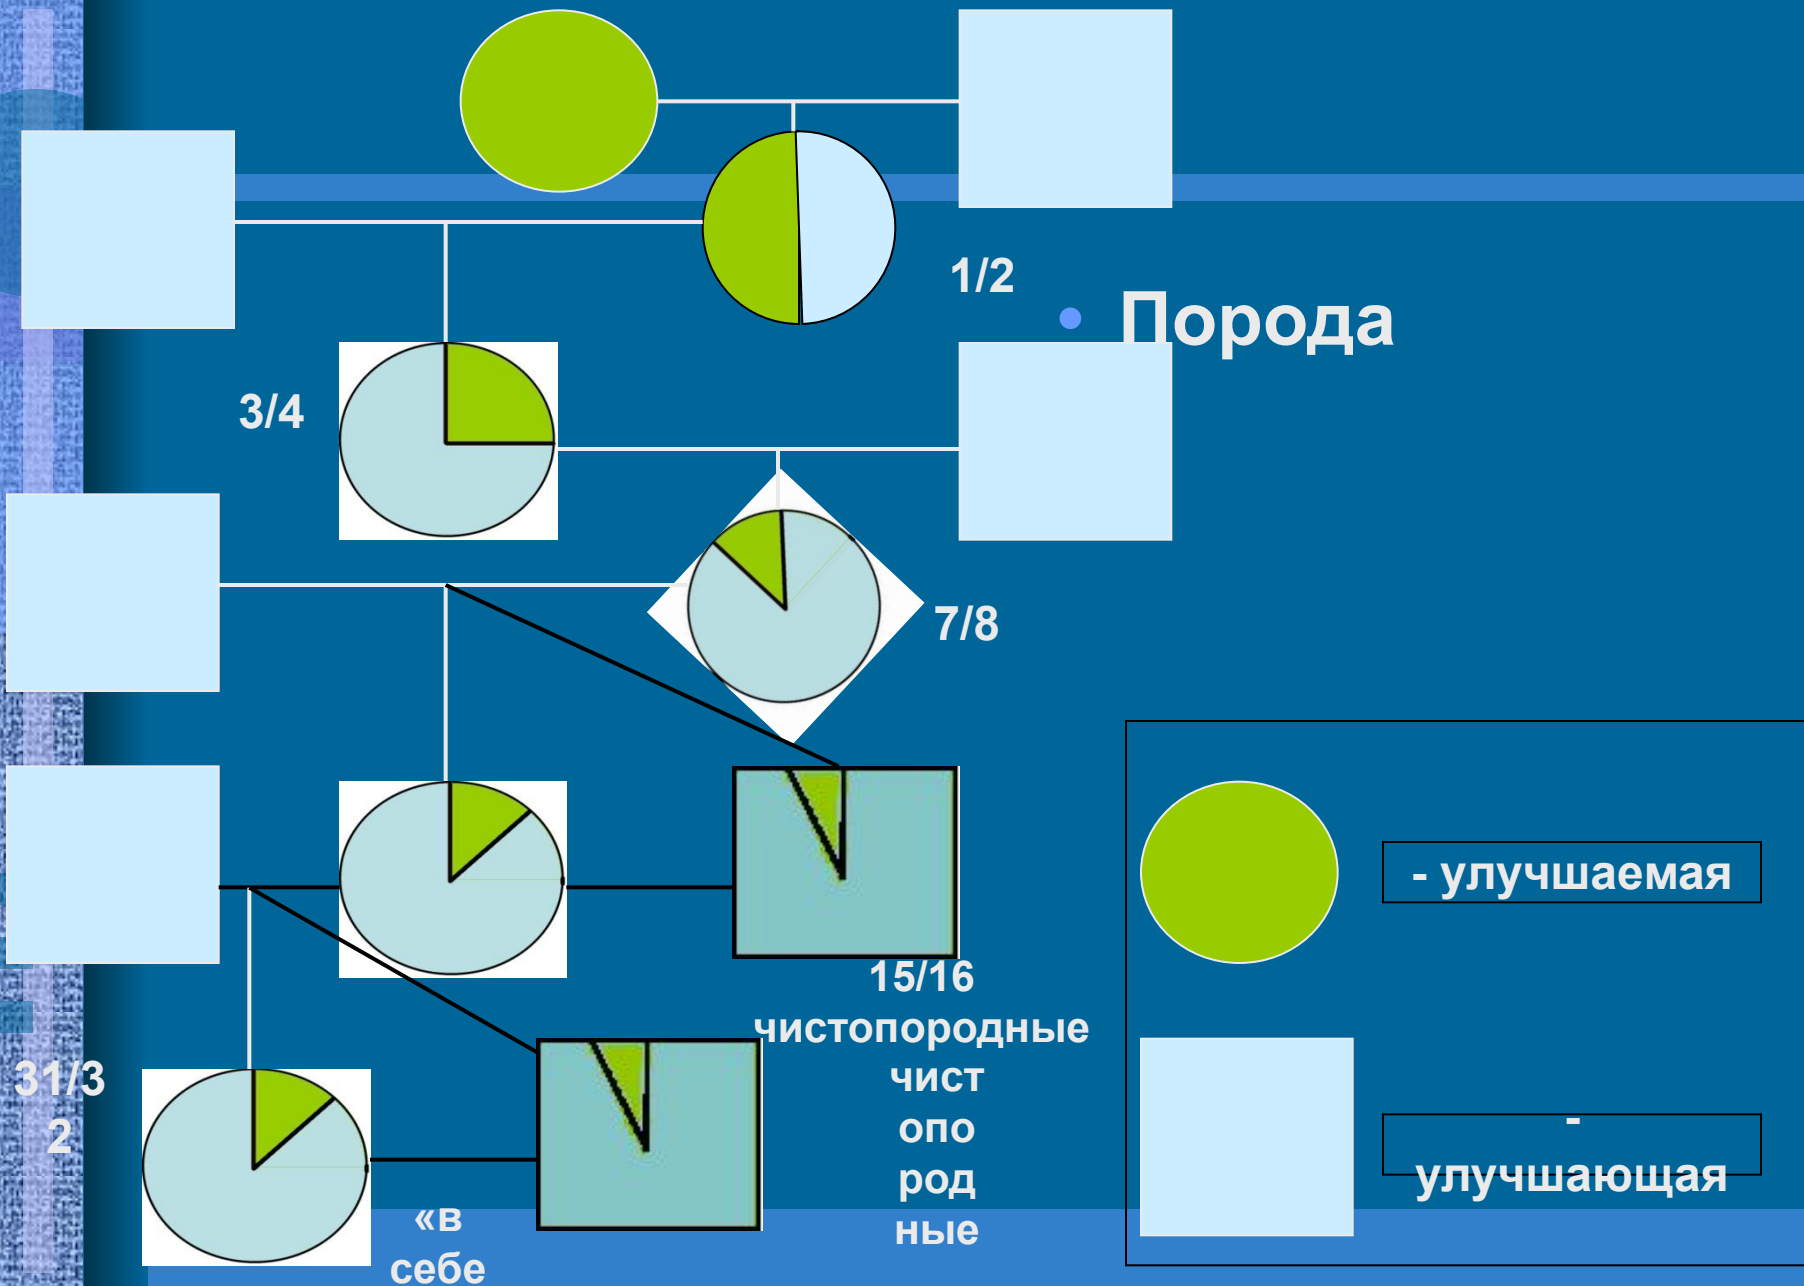 1/2
Порода
3/4
7/8
- улучшаемая
15/16
чистопородные
чист
опо
род
ные
31/3
2
-
улучшающая
«в
себе